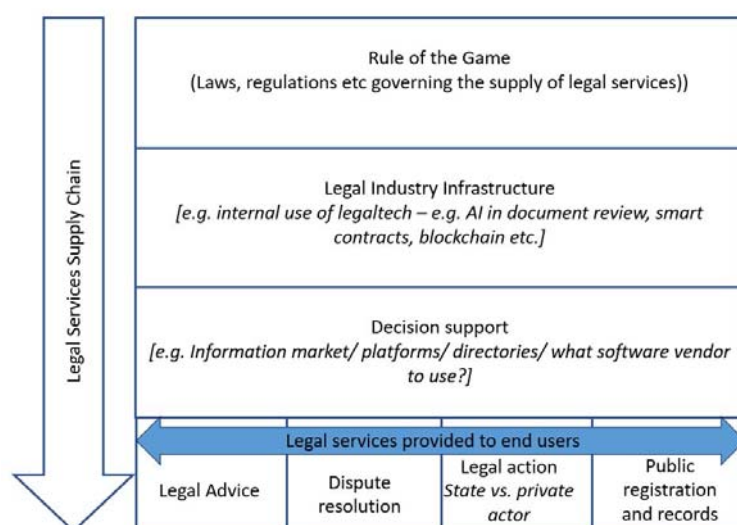 Legal Services Supply Chain
Rule of the Game
(Laws, regulations etc governing the supply of legal services))
Legal Industry Infrastructure
[e.g. internal use of legaltech – e.g. AI in document review, smart
contracts, blockchain etc.]
Decision support
[e.g. Information market/ platforms/ directories/ what software vendor
to use?]
Legal services provided to end users
Legal Advice
Dispute
resolution
Legal action
State vs. private
actor
Public
registration
and records